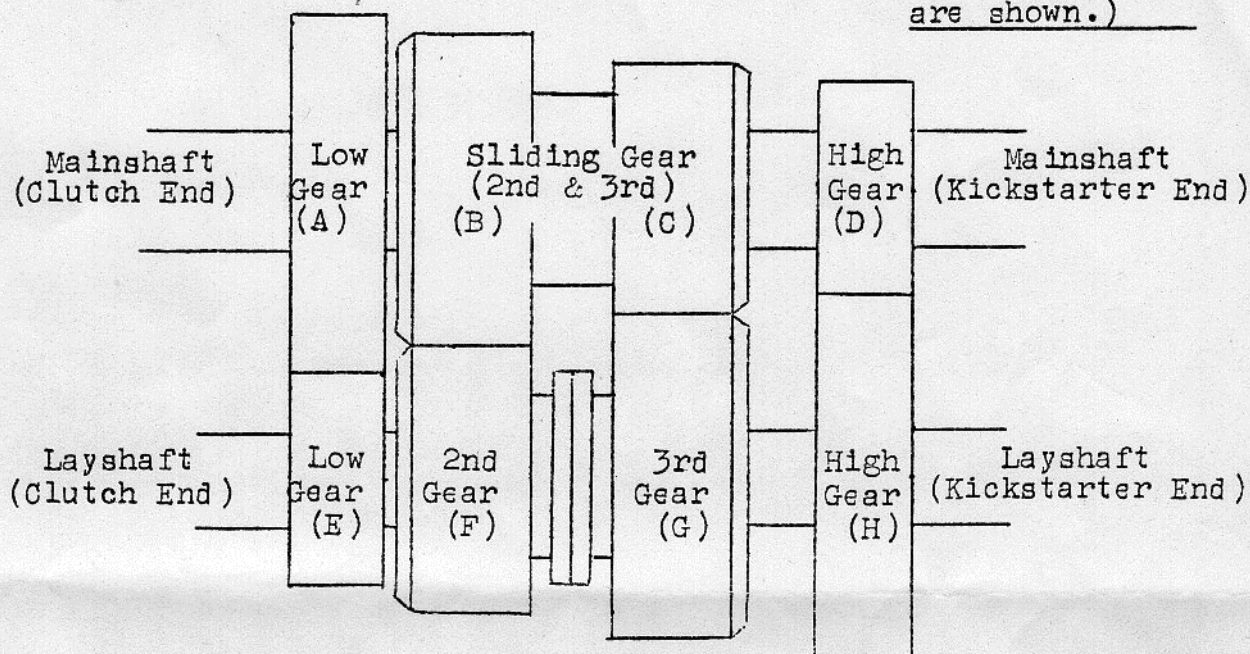 are shown.)
Mainshaft
(Clutch End)
Low
Gear
(A)
Sliding Gear
(2nd & 3rd)
(B) (C)
High
Gear
(D)
Mainshaft
(Kickstarter End)
Layshaft
(Clutch End)
Low
Gear
(E)
2nd
Gear
(F)
3rd
Gear
(G)
High
Gear
(H)
Layshaft
(Kickstarter End)